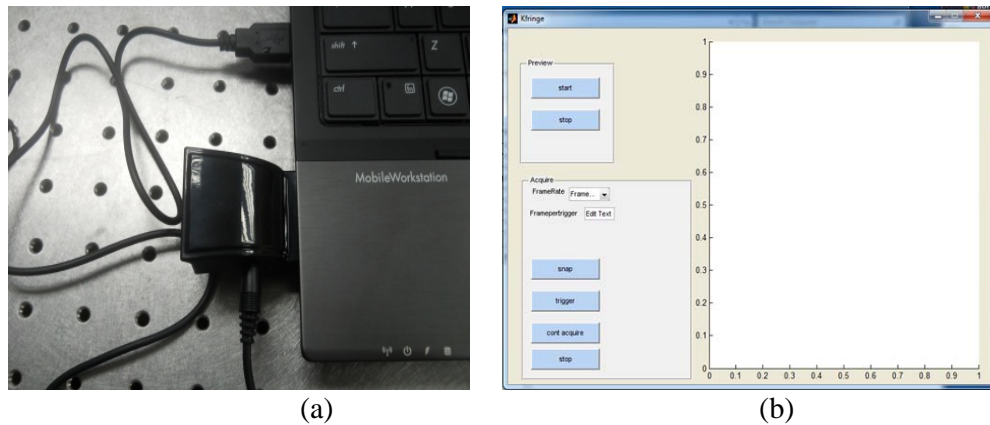 shift ↑
Z
ctrl
fn
MobileWorkstation
(a)
Kfringe
Preview
start
stop
Acquire
FrameRate Frame...
Framepertrigger Edit Text
snap
trigger
cont acquire
stop
1
0.9
0.8
0.7
0.6
0.5
0.4
0.3
0.2
0.1
0
0 0.1 0.2 0.3 0.4 0.5 0.6 0.7 0.8 0.9 1
(b)